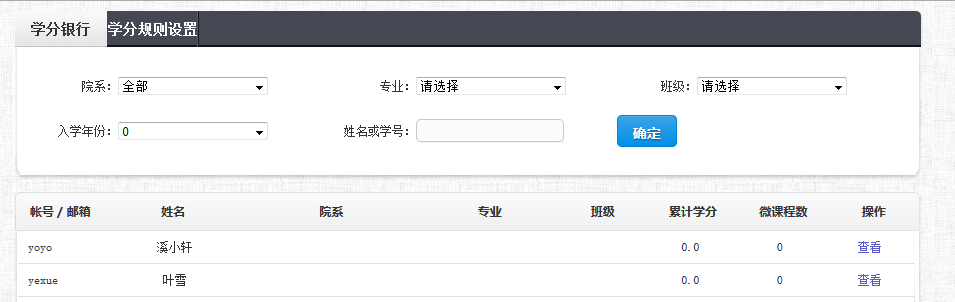 学分银行 学分规则设置
院系： 全部 专业： 请选择 班级： 请选择
入学年份： 0 姓名或学号： 确定
帐号 / 邮箱 姓名 院系 专业 班级 累计学分 微课程数 操作
yoyo 溪小轩 0.0 0 查看
yexue 叶雪 0.0 0 查看